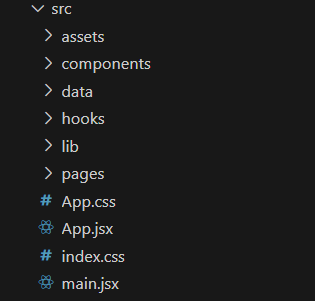 src
assets
components
data
hooks
lib
pages
# App.css
App.jsx
# index.css
main.jsx